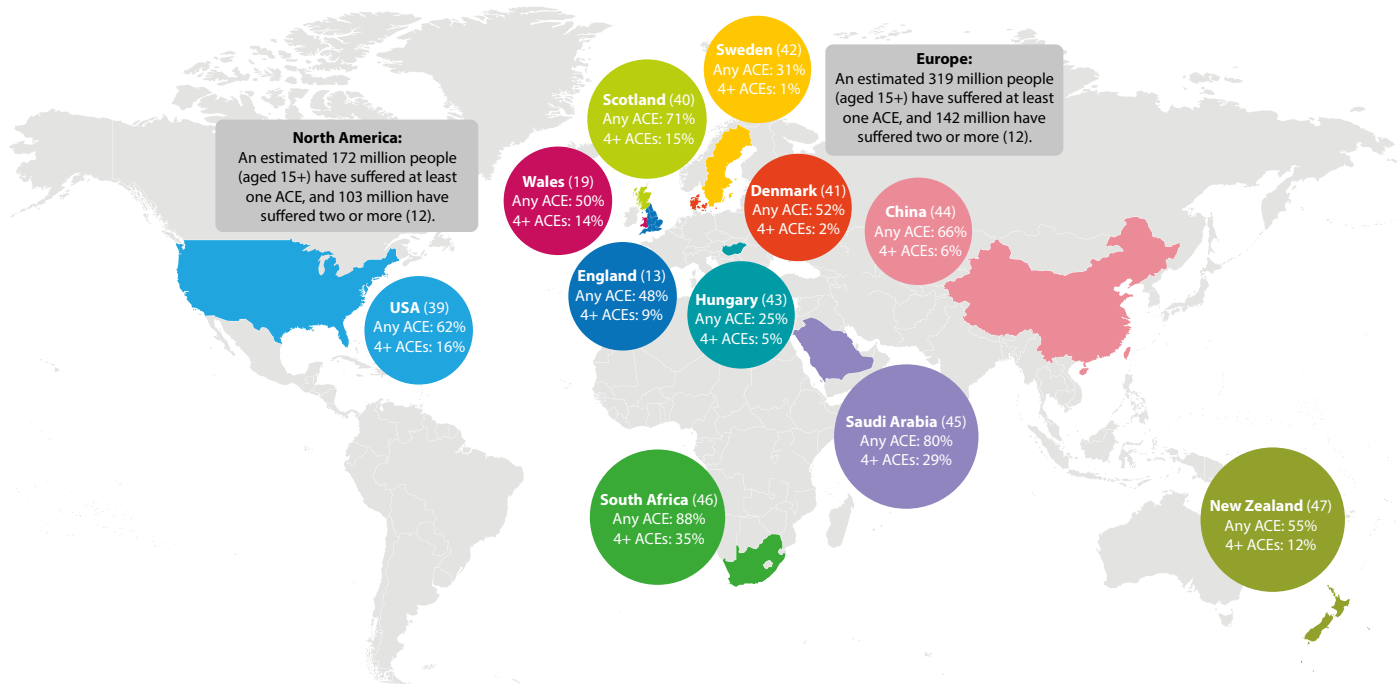 Sweden (42)
Any ACE: 31%
4+ ACEs: 1%
Europe:
An estimated 319 million people
(aged 15+) have suffered at least
one ACE, and 142 million have
suffered two or more (12).
Scotland (40)
Any ACE: 71%
4+ ACEs: 15%
North America:
An estimated 172 million people
(aged 15+) have suffered at least
one ACE, and 103 million have
suffered two or more (12).
Wales (19)
Any ACE: 50%
4+ ACEs: 14%
Denmark (41)
Any ACE: 52%
4+ ACEs: 2%
China (44)
Any ACE: 66%
4+ ACEs: 6%
England (13)
Any ACE: 48%
4+ ACEs: 9%
Hungary (43)
Any ACE: 25%
4+ ACEs: 5%
USA (39)
Any ACE: 62%
4+ ACEs: 16%
Saudi Arabia (45)
Any ACE: 80%
4+ ACEs: 29%
South Africa (46)
Any ACE: 88%
4+ ACEs: 35%
New Zealand (47)
Any ACE: 55%
4+ ACEs: 12%